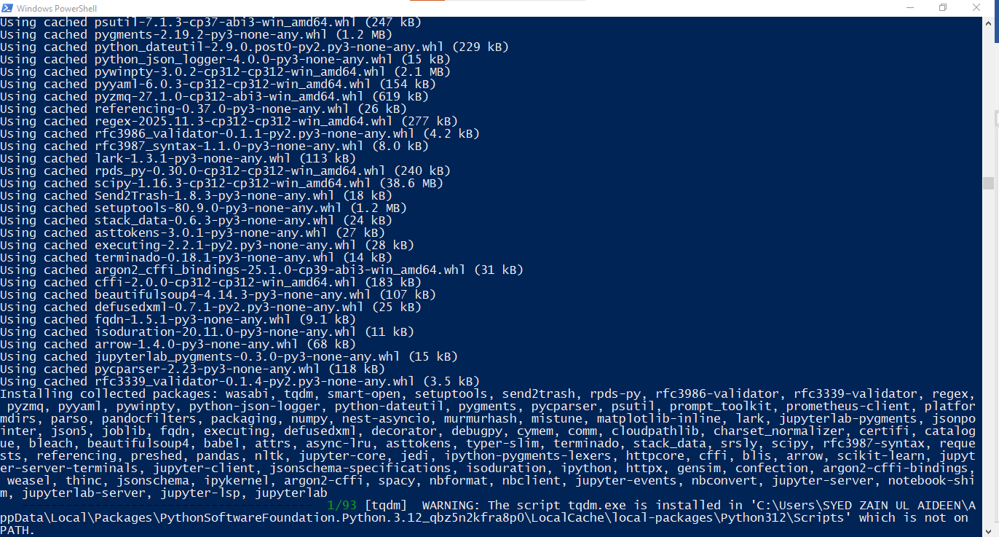 Windows PowerShell
Using cached psutil-7.1.3-cp37-abi3-win_amd64.whl (247 kB)
Using cached pygments-2.19.2-py3-none-any.whl (1.2 MB)
Using cached python_dateutil-2.9.0.post0-py2.py3-none-any.whl (229 kB)
Using cached python_json_logger-4.0.0-py3-none-any.whl (15 kB)
Using cached pywinpty-3.0.2-cp312-cp312-win_amd64.whl (2.1 MB)
Using cached pyyaml-6.0.3-cp312-cp312-win_amd64.whl (154 kB)
Using cached pyzmq-27.1.0-cp312-abi3-win_amd64.whl (619 kB)
Using cached referencing-0.37.0-py3-none-any.whl (26 kB)
Using cached regex-2025.11.3-cp312-cp312-win_amd64.whl (277 kB)
Using cached rfc3986_validator-0.1.1-py2.py3-none-any.whl (4.2 kB)
Using cached rfc3987_syntax-1.1.0-py3-none-any.whl (8.0 kB)
Using cached lark-1.3.1-py3-none-any.whl (113 kB)
Using cached rpds_py-0.30.0-cp312-cp312-win_amd64.whl (240 kB)
Using cached scipy-1.16.3-cp312-cp312-win_amd64.whl (38.6 MB)
Using cached Send2Trash-1.8.3-py3-none-any.whl (18 kB)
Using cached setuptools-80.9.0-py3-none-any.whl (1.2 MB)
Using cached stack_data-0.6.3-py3-none-any.whl (24 kB)
Using cached asttokens-3.0.1-py3-none-any.whl (27 kB)
Using cached executing-2.2.1-py2.py3-none-any.whl (28 kB)
Using cached terminado-0.18.1-py3-none-any.whl (14 kB)
Using cached argon2_cffi_bindings-25.1.0-cp39-abi3-win_amd64.whl (31 kB)
Using cached cffi-2.0.0-cp312-cp312-win_amd64.whl (183 kB)
Using cached beautifulsoup4-4.14.3-py3-none-any.whl (107 kB)
Using cached defusedxml-0.7.1-py2.py3-none-any.whl (25 kB)
Using cached fqdn-1.5.1-py3-none-any.whl (9.1 kB)
Using cached isoduration-20.11.0-py3-none-any.whl (11 kB)
Using cached arrow-1.4.0-py3-none-any.whl (68 kB)
Using cached jupyterlab_pygments-0.3.0-py3-none-any.whl (15 kB)
Using cached pycparser-2.23-py3-none-any.whl (118 kB)
Using cached rfc3339_validator-0.1.4-py2.py3-none-any.whl (3.5 kB)
Installing collected packages: wasabi, tqdm, smart-open, setuptools, send2trash, rpds-py, rfc3986-validator, rfc3339-validator, regex,
pyzmq, pyyaml, pywinpty, python-json-logger, python-dateutil, pygments, pycparser, psutil, prompt_toolkit, prometheus-client, platfor
mdirs, parso, pandocfilters, packaging, numpy, nest-asyncio, murmurhash, mistune, matplotlib-inline, lark, jupyterlab-pygments, jsonpo
inter, json5, joblib, fqdn, executing, defusedxml, decorator, debugpy, cymem, comm, cloudpathlib, charset_normalizer, certifi, catalog
ue, bleach, beautifulsoup4, babel, attrs, async-lru, asttokens, typer-slim, terminado, stack_data, srsly, scipy, rfc3987-syntax, reque
sts, referencing, preshed, pandas, nltk, jupyter-core, jedi, ipython-pygments-lexers, httpcore, cffi, blis, arrow, scikit-learn, jupyt
er-server-terminals, jupyter-client, jsonschema-specifications, isoduration, ipython, httpx, gensim, confection, argon2-cffi-bindings,
weasel, thinc, jsonschema, ipykernel, argon2-cffi, spacy, nbformat, nbclient, jupyter-events, nbconvert, jupyter-server, notebook-shi
m, jupyterlab-server, jupyter-lsp, jupyterlab
---------------------------------------- 1/93 [tqdm]  WARNING: The script tqdm.exe is installed in 'C:\Users\SYED ZAIN UL AIDEEN\A
ppData\Local\Packages\PythonSoftwareFoundation.Python.3.12_qbz5n2kfra8p0\LocalCache\local-packages\Python312\Scripts' which is not on
PATH.